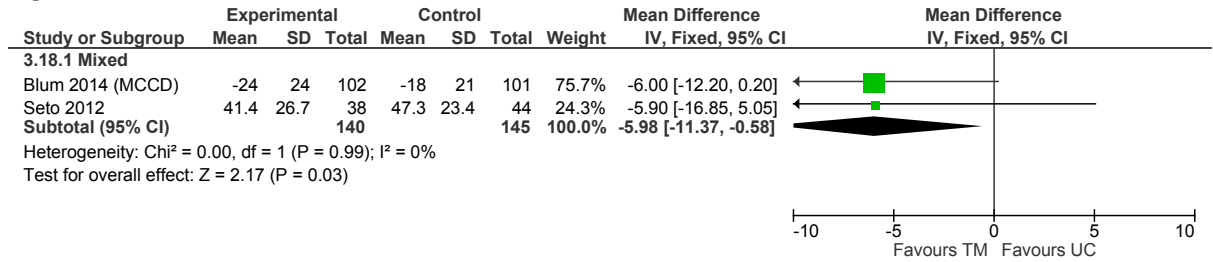 Experimental Control Mean Difference Mean Difference
Study or Subgroup Mean SD Total Mean SD Total Weight IV, Fixed, 95% CI IV, Fixed, 95% CI
3.18.1 Mixed
Blum 2014 (MCCD) -24 24 102 -18 21 101 75.7% -6.00 [-12.20, 0.20]
Seto 2012 41.4 26.7 38 47.3 23.4 44 24.3% -5.90 [-16.85, 5.05]
Subtotal (95% CI) 140 145 100.0% -5.98 [-11.37, -0.58]
Heterogeneity: Chi² = 0.00, df = 1 (P = 0.99); I² = 0%
Test for overall effect: Z = 2.17 (P = 0.03)
-10 -5 0 5 10
Favours TM Favours UC